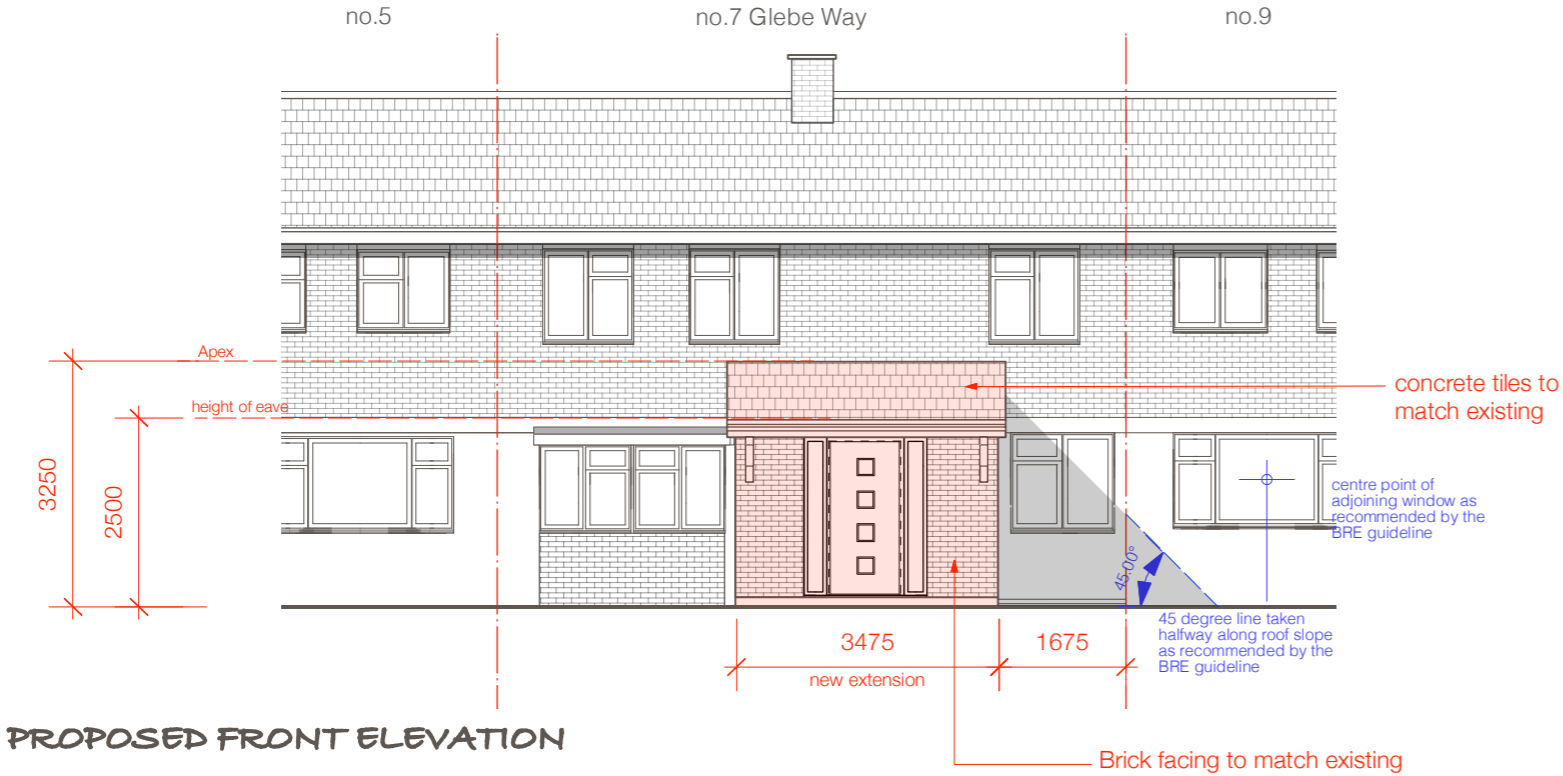 no.5
no.7 Glebe Way
no.9
Apex
height of eave
3250
2500
concrete tiles to
match existing
centre point of
adjoining window as
recommended by the
BRE guideline
45.00°
45 degree line taken
halfway along roof slope
as recommended by the
BRE guideline
3475
1675
new extension
PROPOSED FRONT ELEVATION
Brick facing to match existing